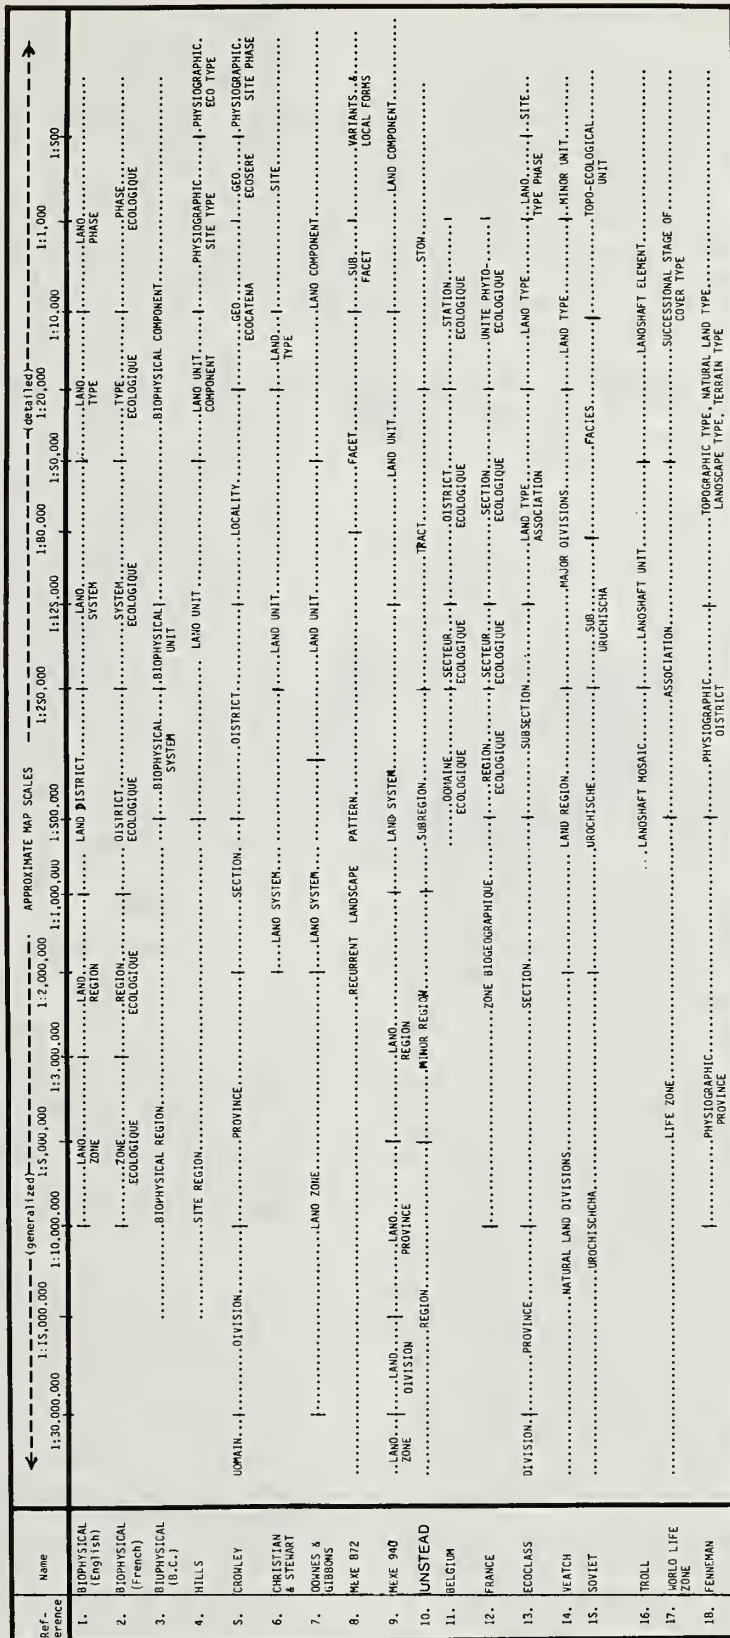 Ref-erence Name <---- (generalized) ---- APPROXIMATE MAP SCALES ---- (detailed) ---->
1:30,000,000 1:15,000,000 1:10,000,000 1:5,000,000 1:3,000,000 1:2,000,000 1:1,000,000 1:500,000 1:250,000 1:125,000 1:80,000 1:50,000 1:20,000 1:10,000 1:1,000 1:500
1. BIOPHYSICAL LAND LAND LAND DISTRICT LAND LAND LAND
(English) ZONE REGION SYSTEM TYPE PHASE
2. BIOPHYSICAL ZONE REGION DISTRICT SYSTEM TYPE PHASE
(French) ECOLOGIQUE ECOLOGIQUE ECOLOGIQUE ECOLOGIQUE ECOLOGIQUE ECOLOGIQUE
3. BIOPHYSICAL BIOPHYSICAL REGION BIOPHYSICAL BIOPHYSICAL BIOPHYSICAL COMPONENT
(B.C.) SYSTEM UNIT
4. HILLS SITE REGION LAND UNIT LAND UNIT PHYSIOGRAPHIC PHYSIOGRAPHIC.
COMPONENT SITE TYPE ECO TYPE
5. CROWLEY DOMAIN DIVISION PROVINCE SECTION DISTRICT LOCALITY GEO. GEO. PHYSIOGRAPHIC.
ECOCATENA ECOSERE SITE PHASE
6. CHRISTIAN LAND SYSTEM LAND UNIT LAND SITE
& STEWART TYPE
7. DOWNES & LAND ZONE LAND SYSTEM LAND UNIT LAND COMPONENT
GIBBONS
8. MEXE 872 RECURRENT LANDSCAPE PATTERN FACET SUB VARIANTS &
FACET LOCAL FORMS
9. MEXE 940 LAND LAND LAND LAND LAND SYSTEM LAND UNIT LAND COMPONENT
ZONE DIVISION PROVINCE REGION
10. UNSTEAD REGION MINOR REGION SUBREGION TRACT STOW
11. BELGIUM DOMAINE SECTEUR DISTRICT STATION
ECOLOGIQUE ECOLOGIQUE ECOLOGIQUE ECOLOGIQUE
12. FRANCE ZONE BIOGEOGRAPHIQUE REGION SECTEUR SECTION UNITE PHYTO-
ECOLOGIQUE ECOLOGIQUE ECOLOGIQUE ECOLOGIQUE
13. ECOCLASS DIVISION PROVINCE SECTION SUBSECTION LAND TYPE LAND TYPE LAND SITE
ASSOCIATION TYPE PHASE
14. VEATCH NATURAL LAND DIVISIONS LAND REGION MAJOR DIVISIONS LAND TYPE MINOR UNIT
15. SOVIET UROCHISCHCHA UROCHISCHE SUB FACIES TOPO-ECOLOGICAL
URUCHISCHA UNIT
16. TROLL LANDSHAFT MOSAIC LANDSHAFT UNIT LANDSHAFT ELEMENT
17. WORLD LIFE LIFE ZONE ASSOCIATION SUCCESSIONAL STAGE OF
ZONE COVER TYPE
18. FENNEMAN PHYSIOGRAPHIC PHYSIOGRAPHIC TOPOGRAPHIC TYPE, NATURAL LAND TYPE
PROVINCE DISTRICT LANDSCAPE TYPE, TERRAIN TYPE